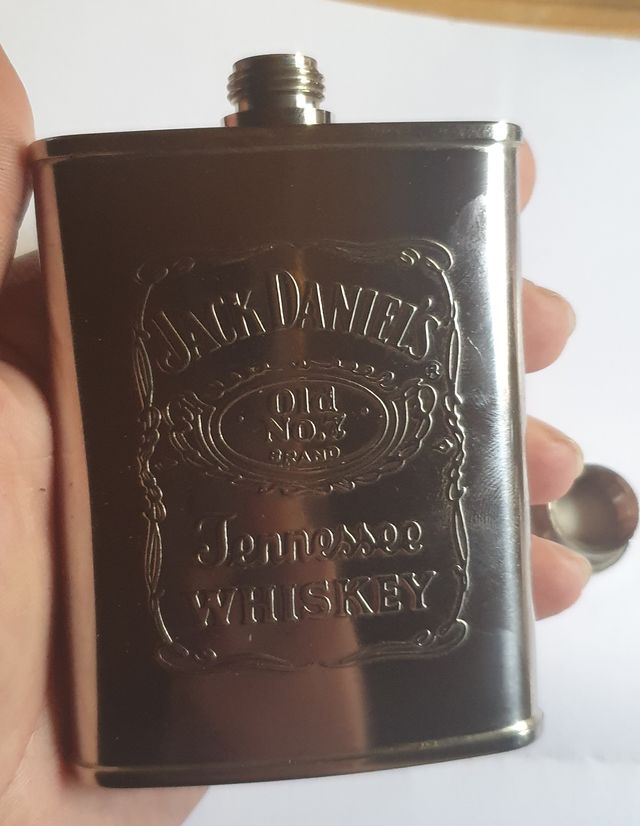 JACK DANIEL'S
Old
NO.7
BRAND
Tennessee
WHISKEY